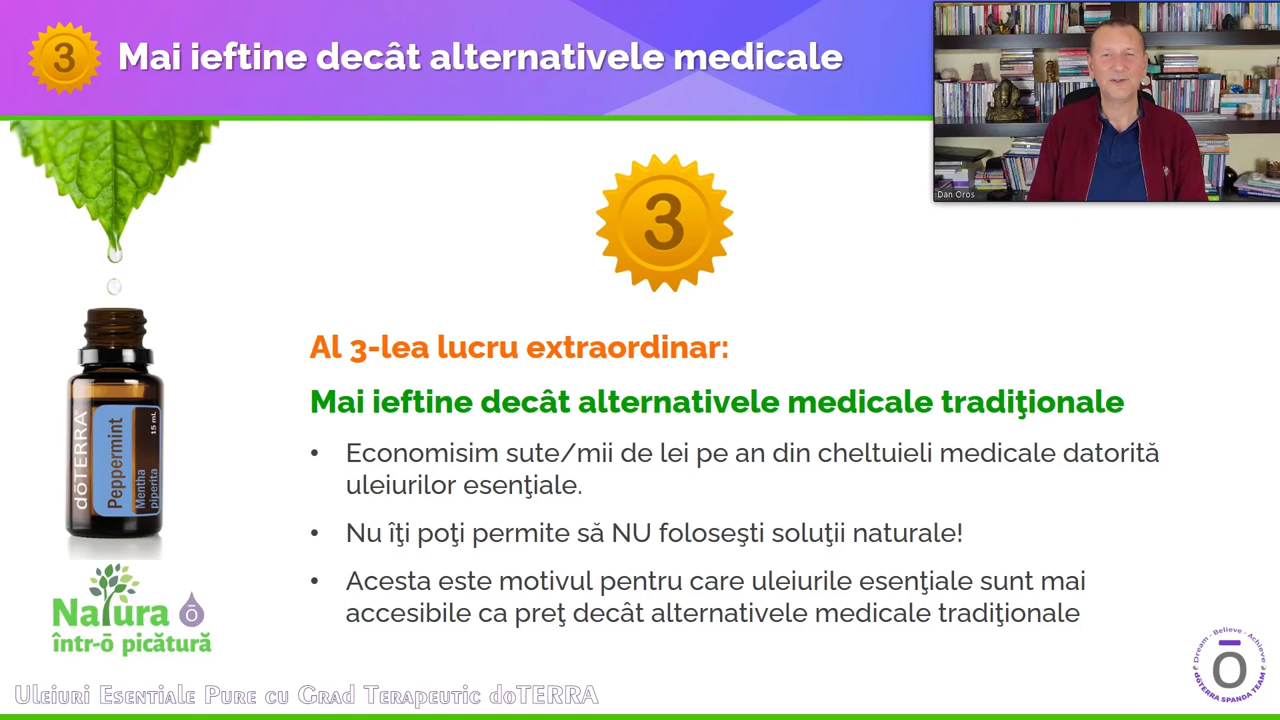 3
Mai ieftine decât alternativele medicale
Dan Oros
3
Al 3-lea lucru extraordinar:
Mai ieftine decât alternativele medicale tradiţionale
• Economisim sute/mii de lei pe an din cheltuieli medicale datorită
uleiurilor esenţiale.
• Nu îţi poţi permite să NU foloseşti soluţii naturale!
• Acesta este motivul pentru care uleiurile esenţiale sunt mai
accesibile ca preţ decât alternativele medicale tradiţionale
dōTERRA
Peppermint
Mentha
piperita
15 mL
Natura ō
într-ō picătură
Uleiuri Esentiale Pure cu Grad Terapeutic doTERRA
Dream - Believe - Achieve
Ō
dōTERRA SPANDA TEAM